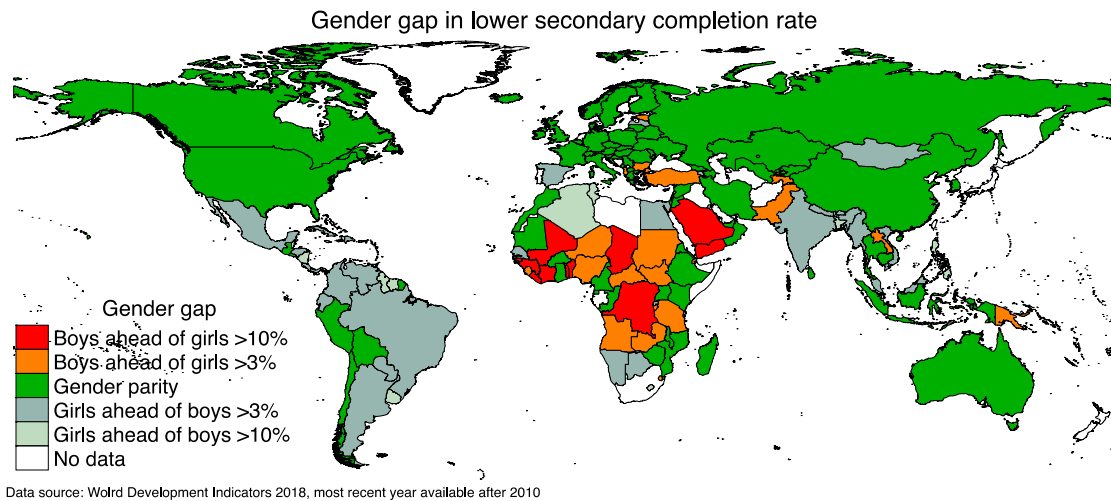 Gender gap in lower secondary completion rate
Gender gap
Boys ahead of girls >10%
Boys ahead of girls >3%
Gender parity
Girls ahead of boys >3%
Girls ahead of boys >10%
No data
Data source: Wolrd Development Indicators 2018, most recent year available after 2010